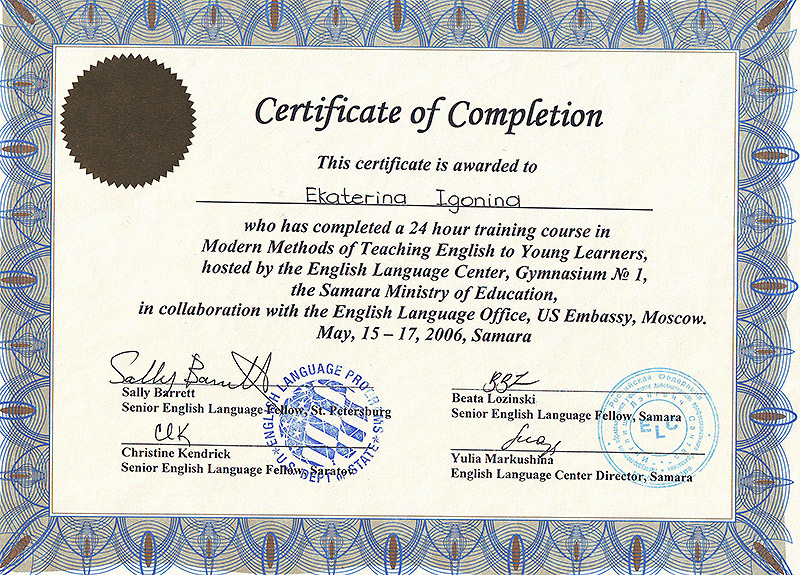 Certificate of Completion
This certificate is awarded to
Ekaterina Igonina
who has completed a 24 hour training course in
Modern Methods of Teaching English to Young Learners,
hosted by the English Language Center, Gymnasium № 1,
the Samara Ministry of Education,
in collaboration with the English Language Office, US Embassy, Moscow.
May, 15 – 17, 2006, Samara
Sally Barrett
Sally Barrett
Senior English Language Fellow, St. Petersburg
Christine Kendrick
Senior English Language Fellow, Saratov
ENGLISH LANGUAGE PROGRAMS
U.S. DEPT of STATE
Beata Lozinski
Senior English Language Fellow, Samara
Yulia Markushina
English Language Center Director, Samara
Российская Федерация
ELC